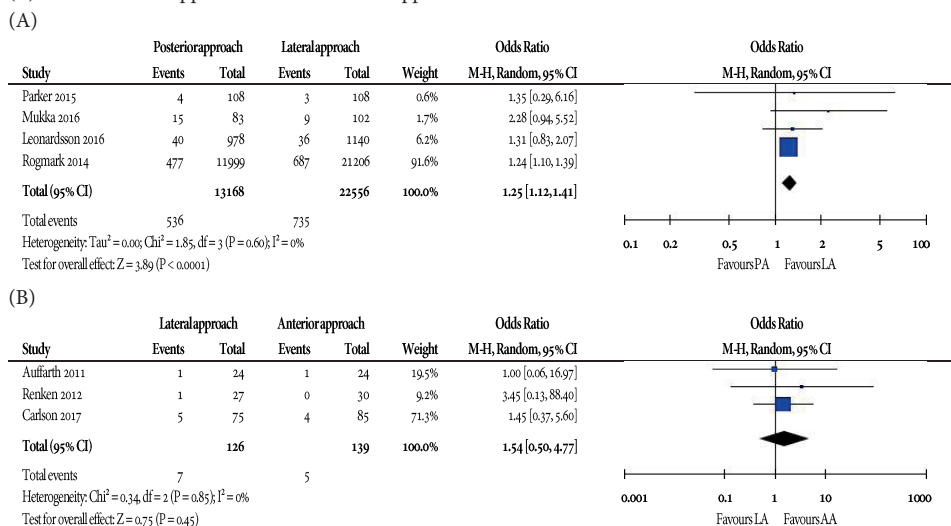 (A)
Posterior approach Lateral approach Odds Ratio Odds Ratio
Study Events Total Events Total Weight M-H, Random, 95% CI M-H, Random, 95% CI
Parker 2015 4 108 3 108 0.6% 1.35 [0.29, 6.16]
Mukka 2016 15 83 9 102 1.7% 2.28 [0.94, 5.52]
Leonardsson 2016 40 978 36 1140 6.2% 1.31 [0.83, 2.07]
Rogmark 2014 477 11999 687 21206 91.6% 1.24 [1.10, 1.39]
Total (95% CI) 13168 22556 100.0% 1.25 [1.12, 1.41]
Total events 536 735
Heterogeneity: Tau² = 0.00; Chi² = 1.85, df = 3 (P = 0.60); I² = 0%
Test for overall effect: Z = 3.89 (P < 0.0001)
0.1 0.2 0.5 1 2 5 100
Favours PA Favours LA
(B)
Lateral approach Anterior approach Odds Ratio Odds Ratio
Study Events Total Events Total Weight M-H, Random, 95% CI M-H, Random, 95% CI
Auffarth 2011 1 24 1 24 19.5% 1.00 [0.06, 16.97]
Renken 2012 1 27 0 30 9.2% 3.45 [0.13, 88.40]
Carlson 2017 5 75 4 85 71.3% 1.45 [0.37, 5.60]
Total (95% CI) 126 139 100.0% 1.54 [0.50, 4.77]
Total events 7 5
Heterogeneity: Chi² = 0.34, df = 2 (P = 0.85); I² = 0%
Test for overall effect: Z = 0.75 (P = 0.45)
0.001 0.1 1 10 1000
Favours LA Favours AA